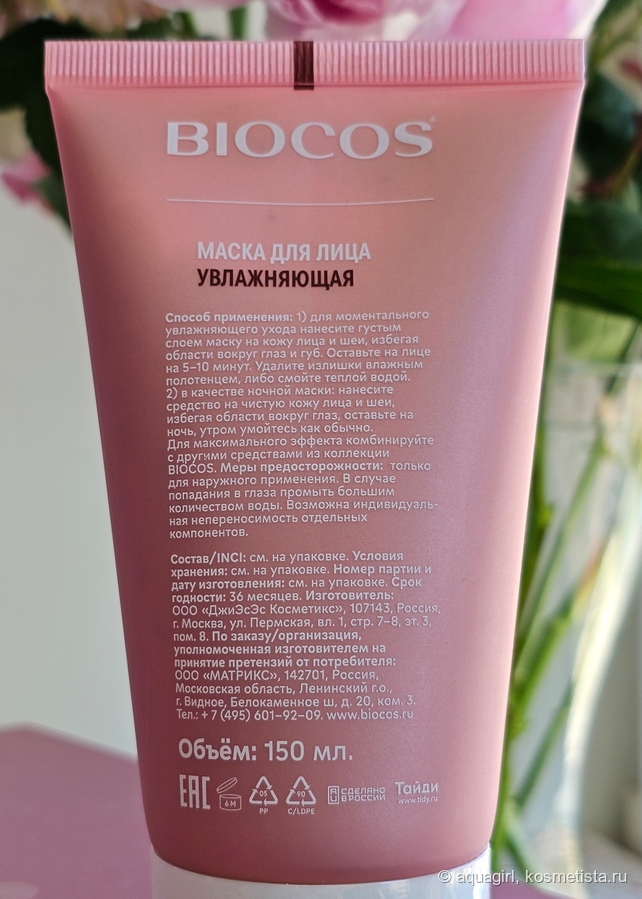 BIOCOS®
МАСКА ДЛЯ ЛИЦА
УВЛАЖНЯЮЩАЯ
Способ применения: 1) для моментального
увлажняющего ухода нанесите густым
слоем маску на кожу лица и шеи, избегая
области вокруг глаз и губ. Оставьте на лице
на 5–10 минут. Удалите излишки влажным
полотенцем, либо смойте теплой водой.
2) в качестве ночной маски: нанесите
средство на чистую кожу лица и шеи,
избегая области вокруг глаз, оставьте на
ночь, утром умойтесь как обычно.
Для максимального эффекта комбинируйте
с другими средствами из коллекции
BIOCOS. Меры предосторожности: только
для наружного применения. В случае
попадания в глаза промыть большим
количеством воды. Возможна индивидуаль-
ная непереносимость отдельных
компонентов.
Состав/INCI: см. на упаковке. Условия
хранения: см. на упаковке. Номер партии и
дату изготовления: см. на упаковке. Срок
годности: 36 месяцев. Изготовитель:
ООО «ДжиЭсЭс Косметикс», 107143, Россия,
г. Москва, ул. Пермская, вл. 1, стр. 7–8, эт. 3,
пом. 8. По заказу/организация,
уполномоченная изготовителем на
принятие претензий от потребителя:
ООО «МАТРИКС», 142701, Россия,
Московская область, Ленинский г.о.,
г. Видное, Белокаменное ш, д. 20, ком. 3.
Тел.: + 7 (495) 601–92–09. www.biocos.ru
Объём: 150 мл.
EAC 6 M 05 PP 90 C/LDPE СДЕЛАНО В РОССИИ Тайди www.tidy.ru
© aquagirl, kosmetista.ru